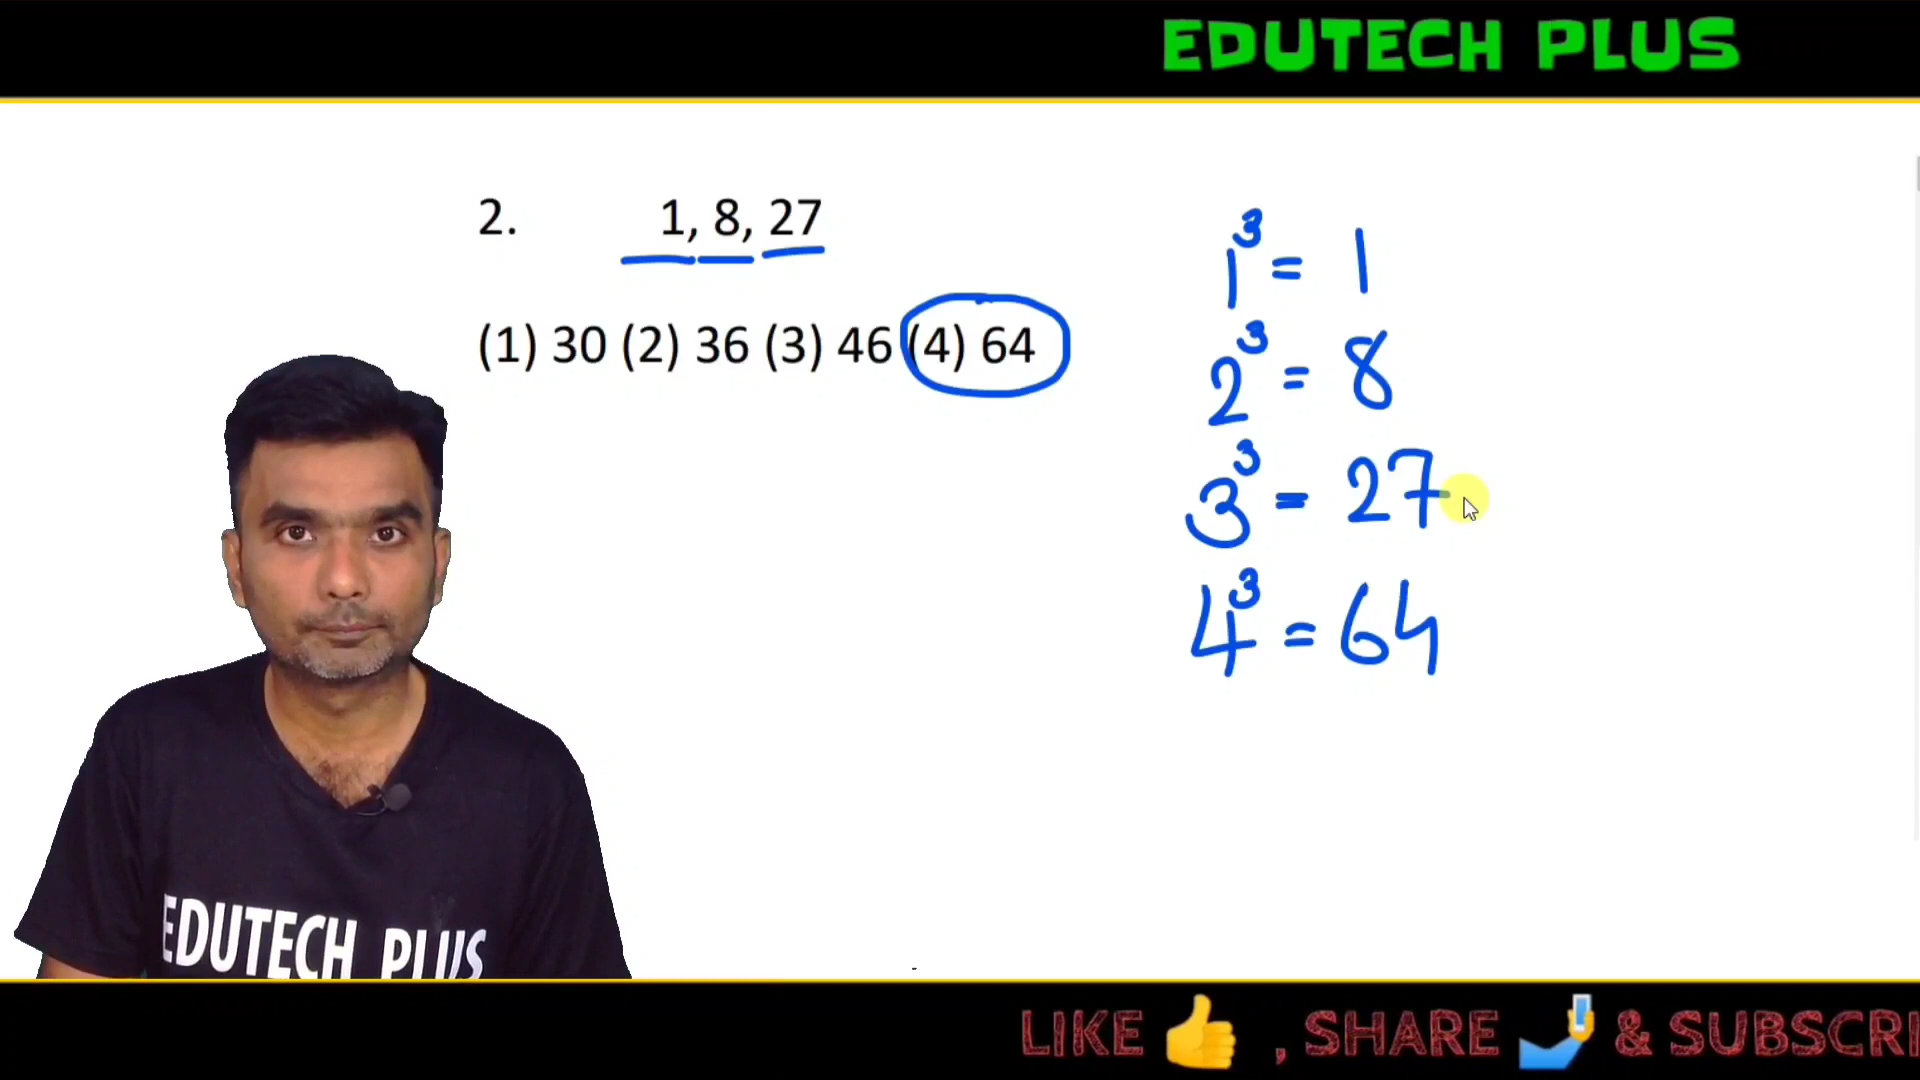 EDUTECH PLUS
2. 1, 8, 27
(1) 30 (2) 36 (3) 46 (4) 64
1³ = 1
2³ = 8
3³ = 27
4³ = 64
EDUTECH PLUS
LIKE 👍 , SHARE 🤳 & SUBSCRI